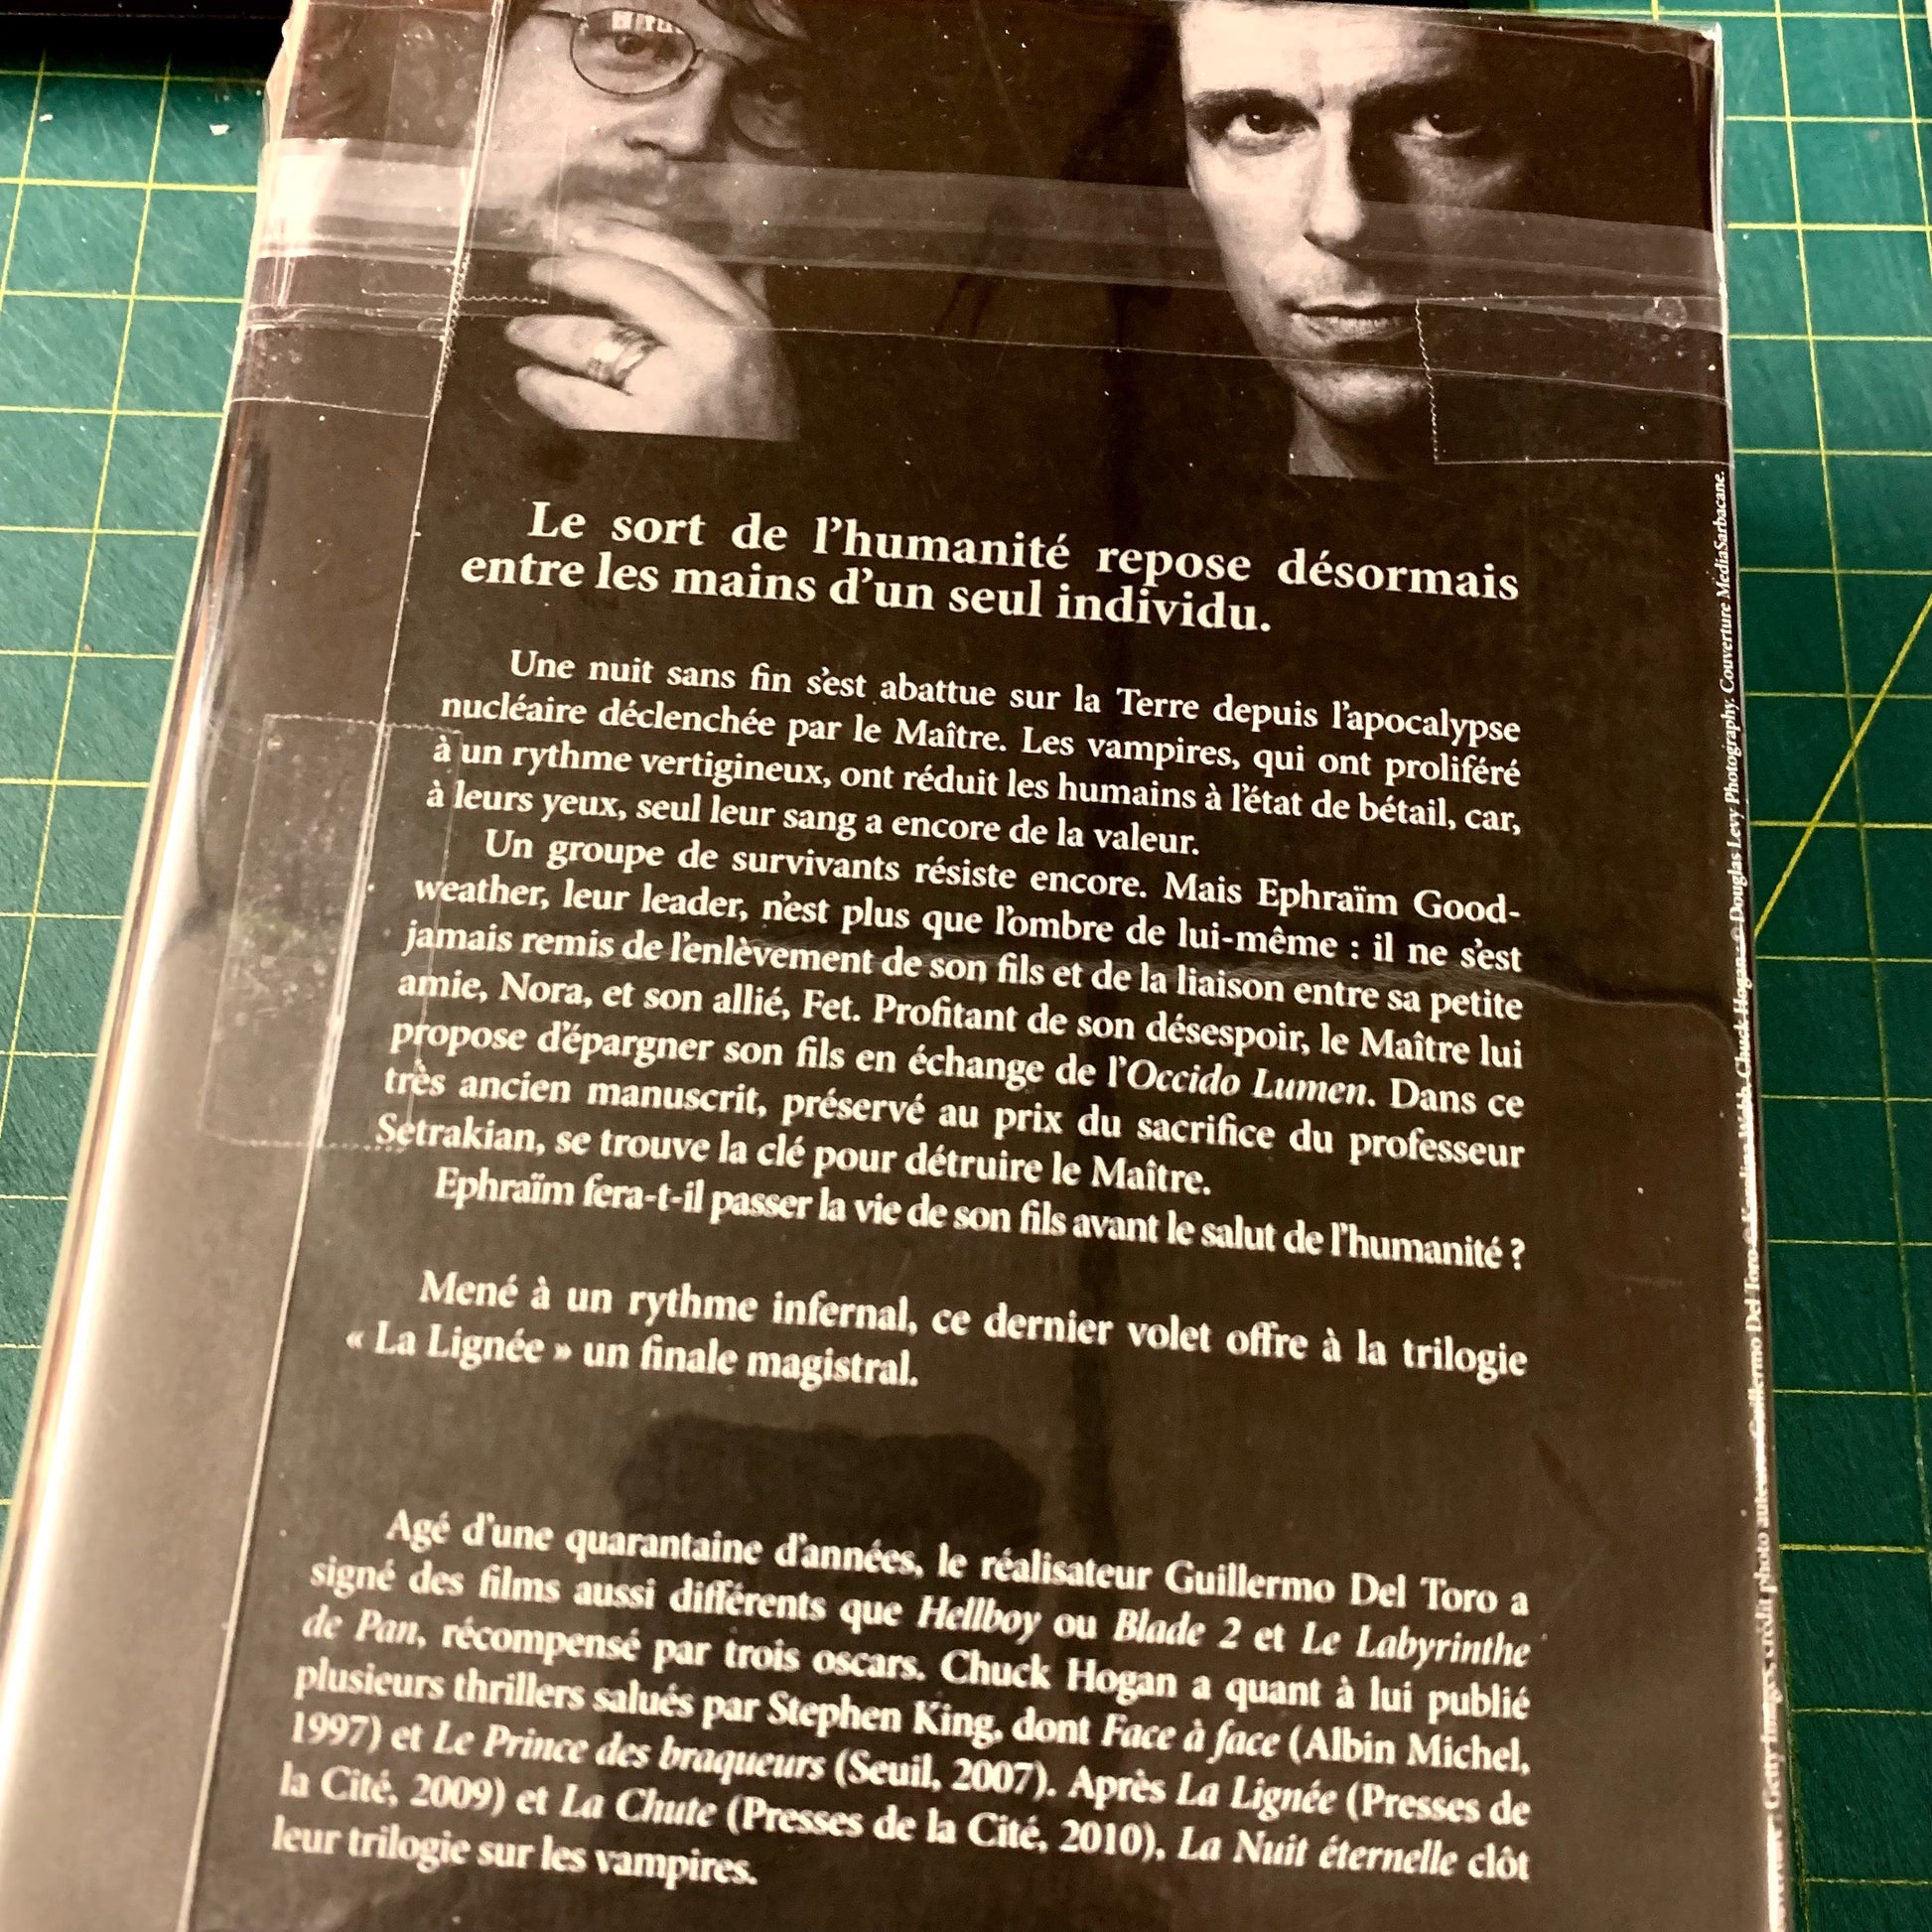 Le sort de l'humanité repose désormais
entre les mains d'un seul individu.
Une nuit sans fin s'est abattue sur la Terre depuis l'apocalypse
nucléaire déclenchée par le Maître. Les vampires, qui ont proliféré
à un rythme vertigineux, ont réduit les humains à l'état de bétail, car,
à leurs yeux, seul leur sang a encore de la valeur.
Un groupe de survivants résiste encore. Mais Ephraïm Good-
weather, leur leader, n'est plus que l'ombre de lui-même : il ne s'est
jamais remis de l'enlèvement de son fils et de la liaison entre sa petite
amie, Nora, et son allié, Fet. Profitant de son désespoir, le Maître lui
propose d'épargner son fils en échange de l'Occido Lumen. Dans ce
très ancien manuscrit, préservé au prix du sacrifice du professeur
Setrakian, se trouve la clé pour détruire le Maître.
Ephraïm fera-t-il passer la vie de son fils avant le salut de l'humanité ?
Mené à un rythme infernal, ce dernier volet offre à la trilogie
« La Lignée » un finale magistral.
Agé d'une quarantaine d'années, le réalisateur Guillermo Del Toro a
signé des films aussi différents que Hellboy ou Blade 2 et Le Labyrinthe
de Pan, récompensé par trois oscars. Chuck Hogan a quant à lui publié
plusieurs thrillers salués par Stephen King, dont Face à face (Albin Michel,
1997) et Le Prince des braqueurs (Seuil, 2007). Après La Lignée (Presses de
la Cité, 2009) et La Chute (Presses de la Cité, 2010), La Nuit éternelle clôt
leur trilogie sur les vampires.
Getty Images, crédit photo Guillermo Del Toro © Chuck Hogan © Douglas Levy Photography. Couverture MediaSarbacane.